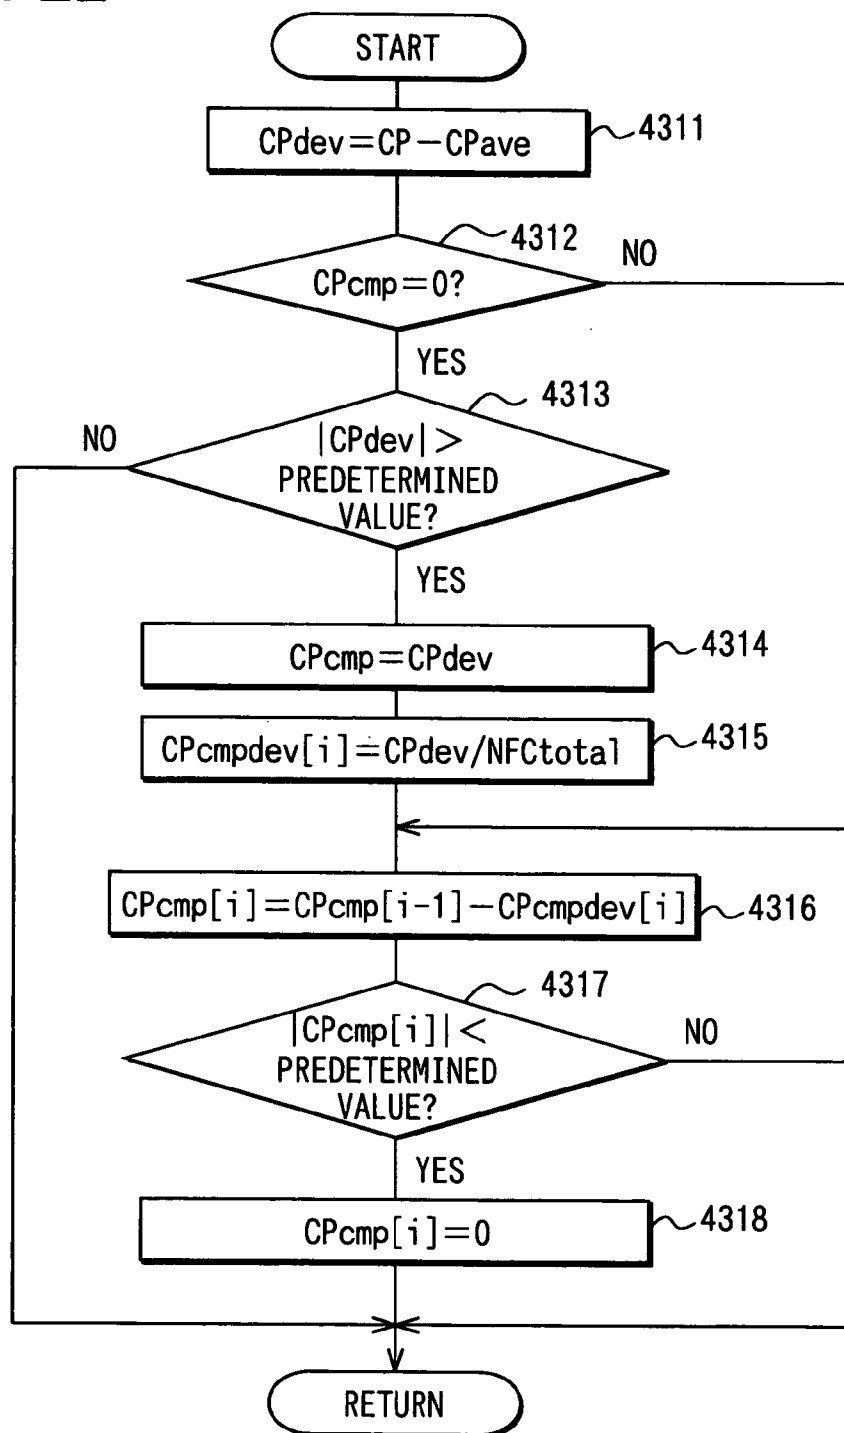 START
CPdev=CP-CPave
4311
CPcmp=0?
4312
NO
YES
|CPdev|>
PREDETERMINED
VALUE?
4313
NO
YES
CPcmp=CPdev
4314
CPcmpdev[i]=CPdev/NFCtotal
4315
CPcmp[i]=CPcmp[i-1]-CPcmpdev[i]
4316
|CPcmp[i]|<
PREDETERMINED
VALUE?
4317
NO
YES
CPcmp[i]=0
4318
RETURN